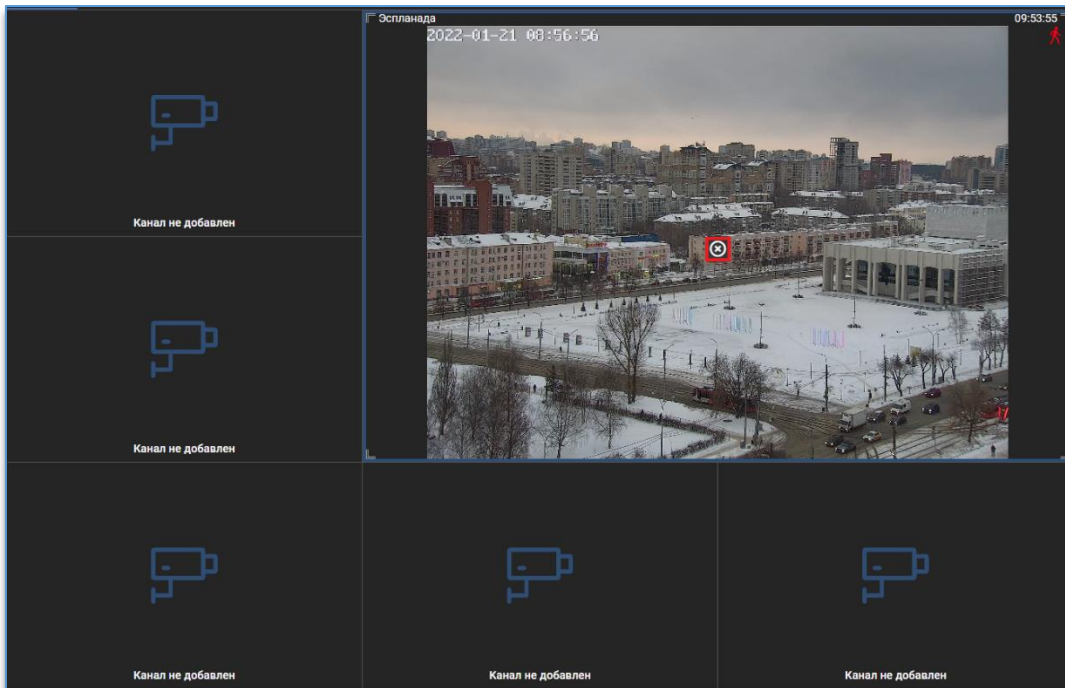 Эспланада
09:53:55
2022-01-21 08:56:56
Канал не добавлен
Канал не добавлен
Канал не добавлен
Канал не добавлен
Канал не добавлен